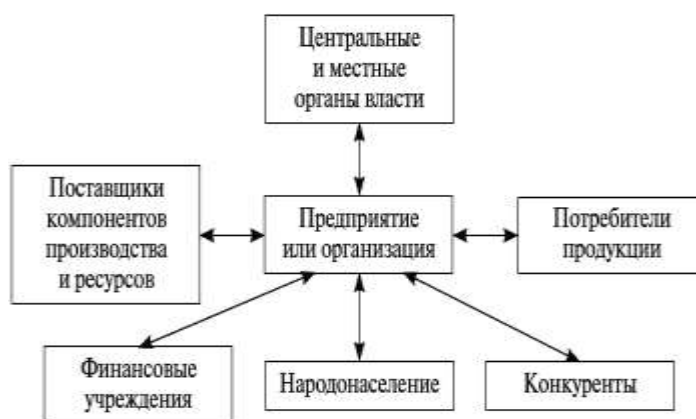 Центральные
и местные
органы власти
Поставщики
компонентов
производства
и ресурсов
Предприятие
или организация
Потребители
продукции
Финансовые
учреждения
Народонаселение
Конкуренты